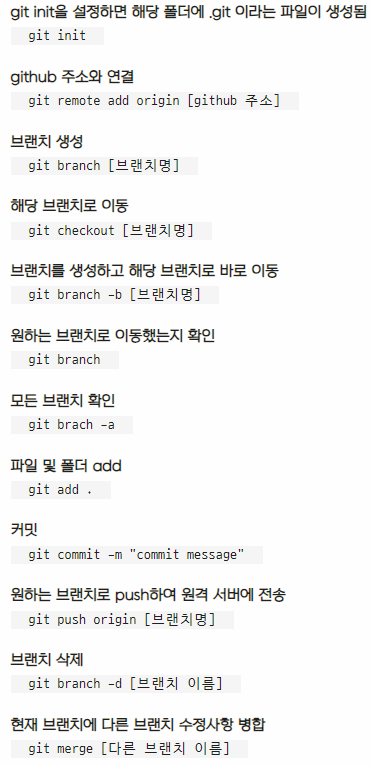 git init을 설정하면 해당 폴더에 .git 이라는 파일이 생성됨
git init
github 주소와 연결
git remote add origin [github 주소]
브랜치 생성
git branch [브랜치명]
해당 브랜치로 이동
git checkout [브랜치명]
브랜치를 생성하고 해당 브랜치로 바로 이동
git branch -b [브랜치명]
원하는 브랜치로 이동했는지 확인
git branch
모든 브랜치 확인
git brach -a
파일 및 폴더 add
git add .
커밋
git commit -m "commit message"
원하는 브랜치로 push하여 원격 서버에 전송
git push origin [브랜치명]
브랜치 삭제
git branch -d [브랜치 이름]
현재 브랜치에 다른 브랜치 수정사항 병합
git merge [다른 브랜치 이름]